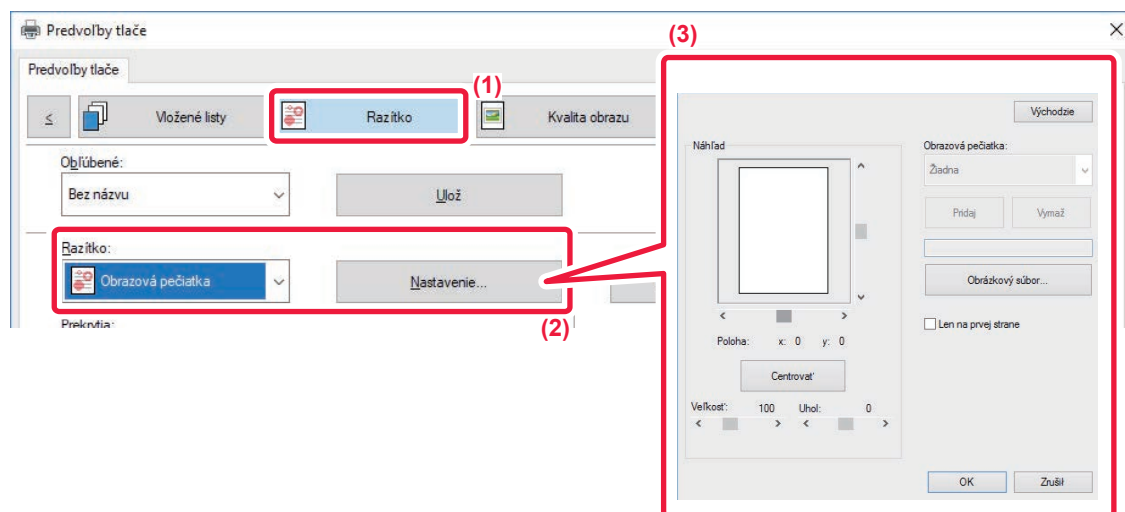 Predvoľby tlače
(3)
Predvoľby tlače
(1)
< Vložené listy Razítko Kvalita obrazu
Obľúbené:
Bez názvu Ulož
Razítko:
Obrazová pečiatka Nastavenie...
Prekrytia:
(2)
Východzie
Náhľad Obrazová pečiatka:
Žiadna
Pridaj Vymaž
Obrázkový súbor...
Len na prvej strane
Poloha: x: 0 y: 0
Centrovať
Veľkosť: 100 Uhol: 0
OK Zrušiť